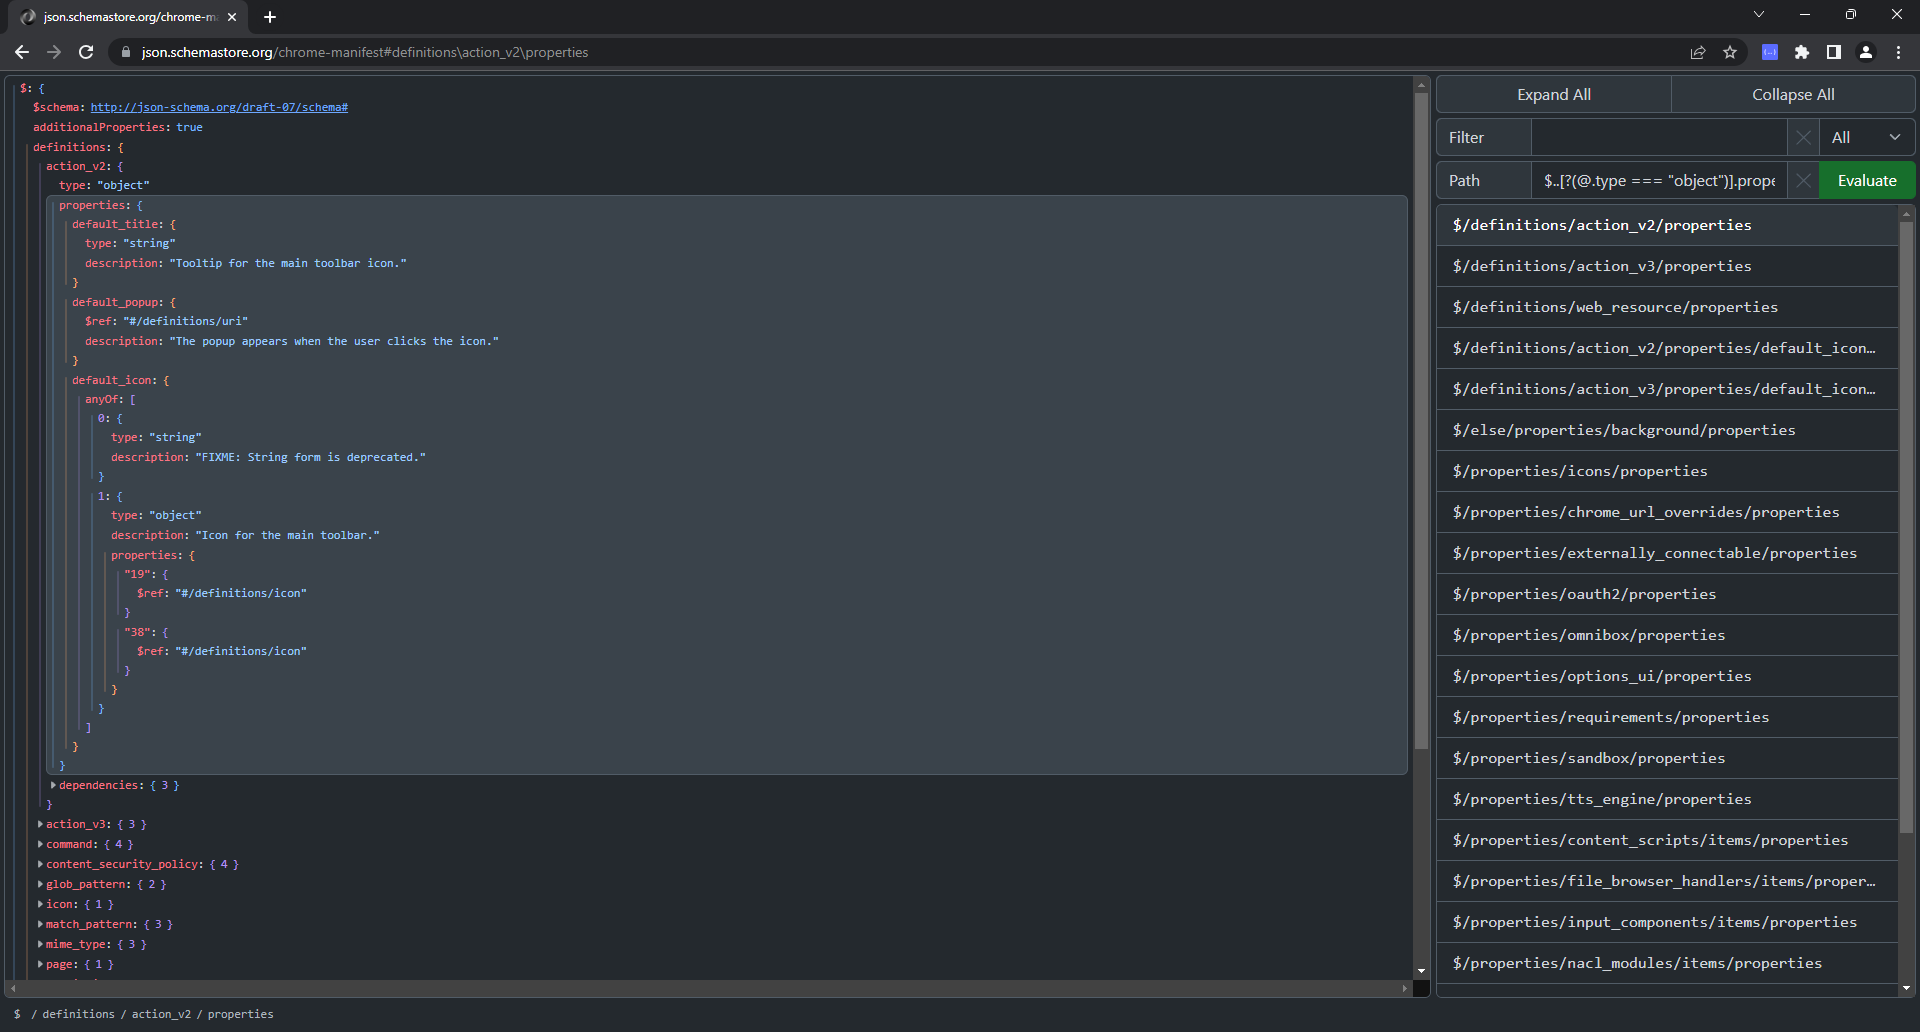 json.schemastore.org/chrome-m
json.schemastore.org/chrome-manifest#definitions\action_v2\properties
$: {
$schema: http://json-schema.org/draft-07/schema#
additionalProperties: true
definitions: {
action_v2: {
type: "object"
properties: {
default_title: {
type: "string"
description: "Tooltip for the main toolbar icon."
}
default_popup: {
$ref: "#/definitions/uri"
description: "The popup appears when the user clicks the icon."
}
default_icon: {
anyOf: [
0: {
type: "string"
description: "FIXME: String form is deprecated."
}
1: {
type: "object"
description: "Icon for the main toolbar."
properties: {
"19": {
$ref: "#/definitions/icon"
}
"38": {
$ref: "#/definitions/icon"
}
}
}
]
}
}
dependencies: { 3 }
}
action_v3: { 3 }
command: { 4 }
content_security_policy: { 4 }
glob_pattern: { 2 }
icon: { 1 }
match_pattern: { 3 }
mime_type: { 3 }
page: { 1 }
$ / definitions / action_v2 / properties
Expand All
Collapse All
Filter
All
Path
$..[?(@.type === "object")].prope
Evaluate
$/definitions/action_v2/properties
$/definitions/action_v3/properties
$/definitions/web_resource/properties
$/definitions/action_v2/properties/default_icon…
$/definitions/action_v3/properties/default_icon…
$/else/properties/background/properties
$/properties/icons/properties
$/properties/chrome_url_overrides/properties
$/properties/externally_connectable/properties
$/properties/oauth2/properties
$/properties/omnibox/properties
$/properties/options_ui/properties
$/properties/requirements/properties
$/properties/sandbox/properties
$/properties/tts_engine/properties
$/properties/content_scripts/items/properties
$/properties/file_browser_handlers/items/proper…
$/properties/input_components/items/properties
$/properties/nacl_modules/items/properties